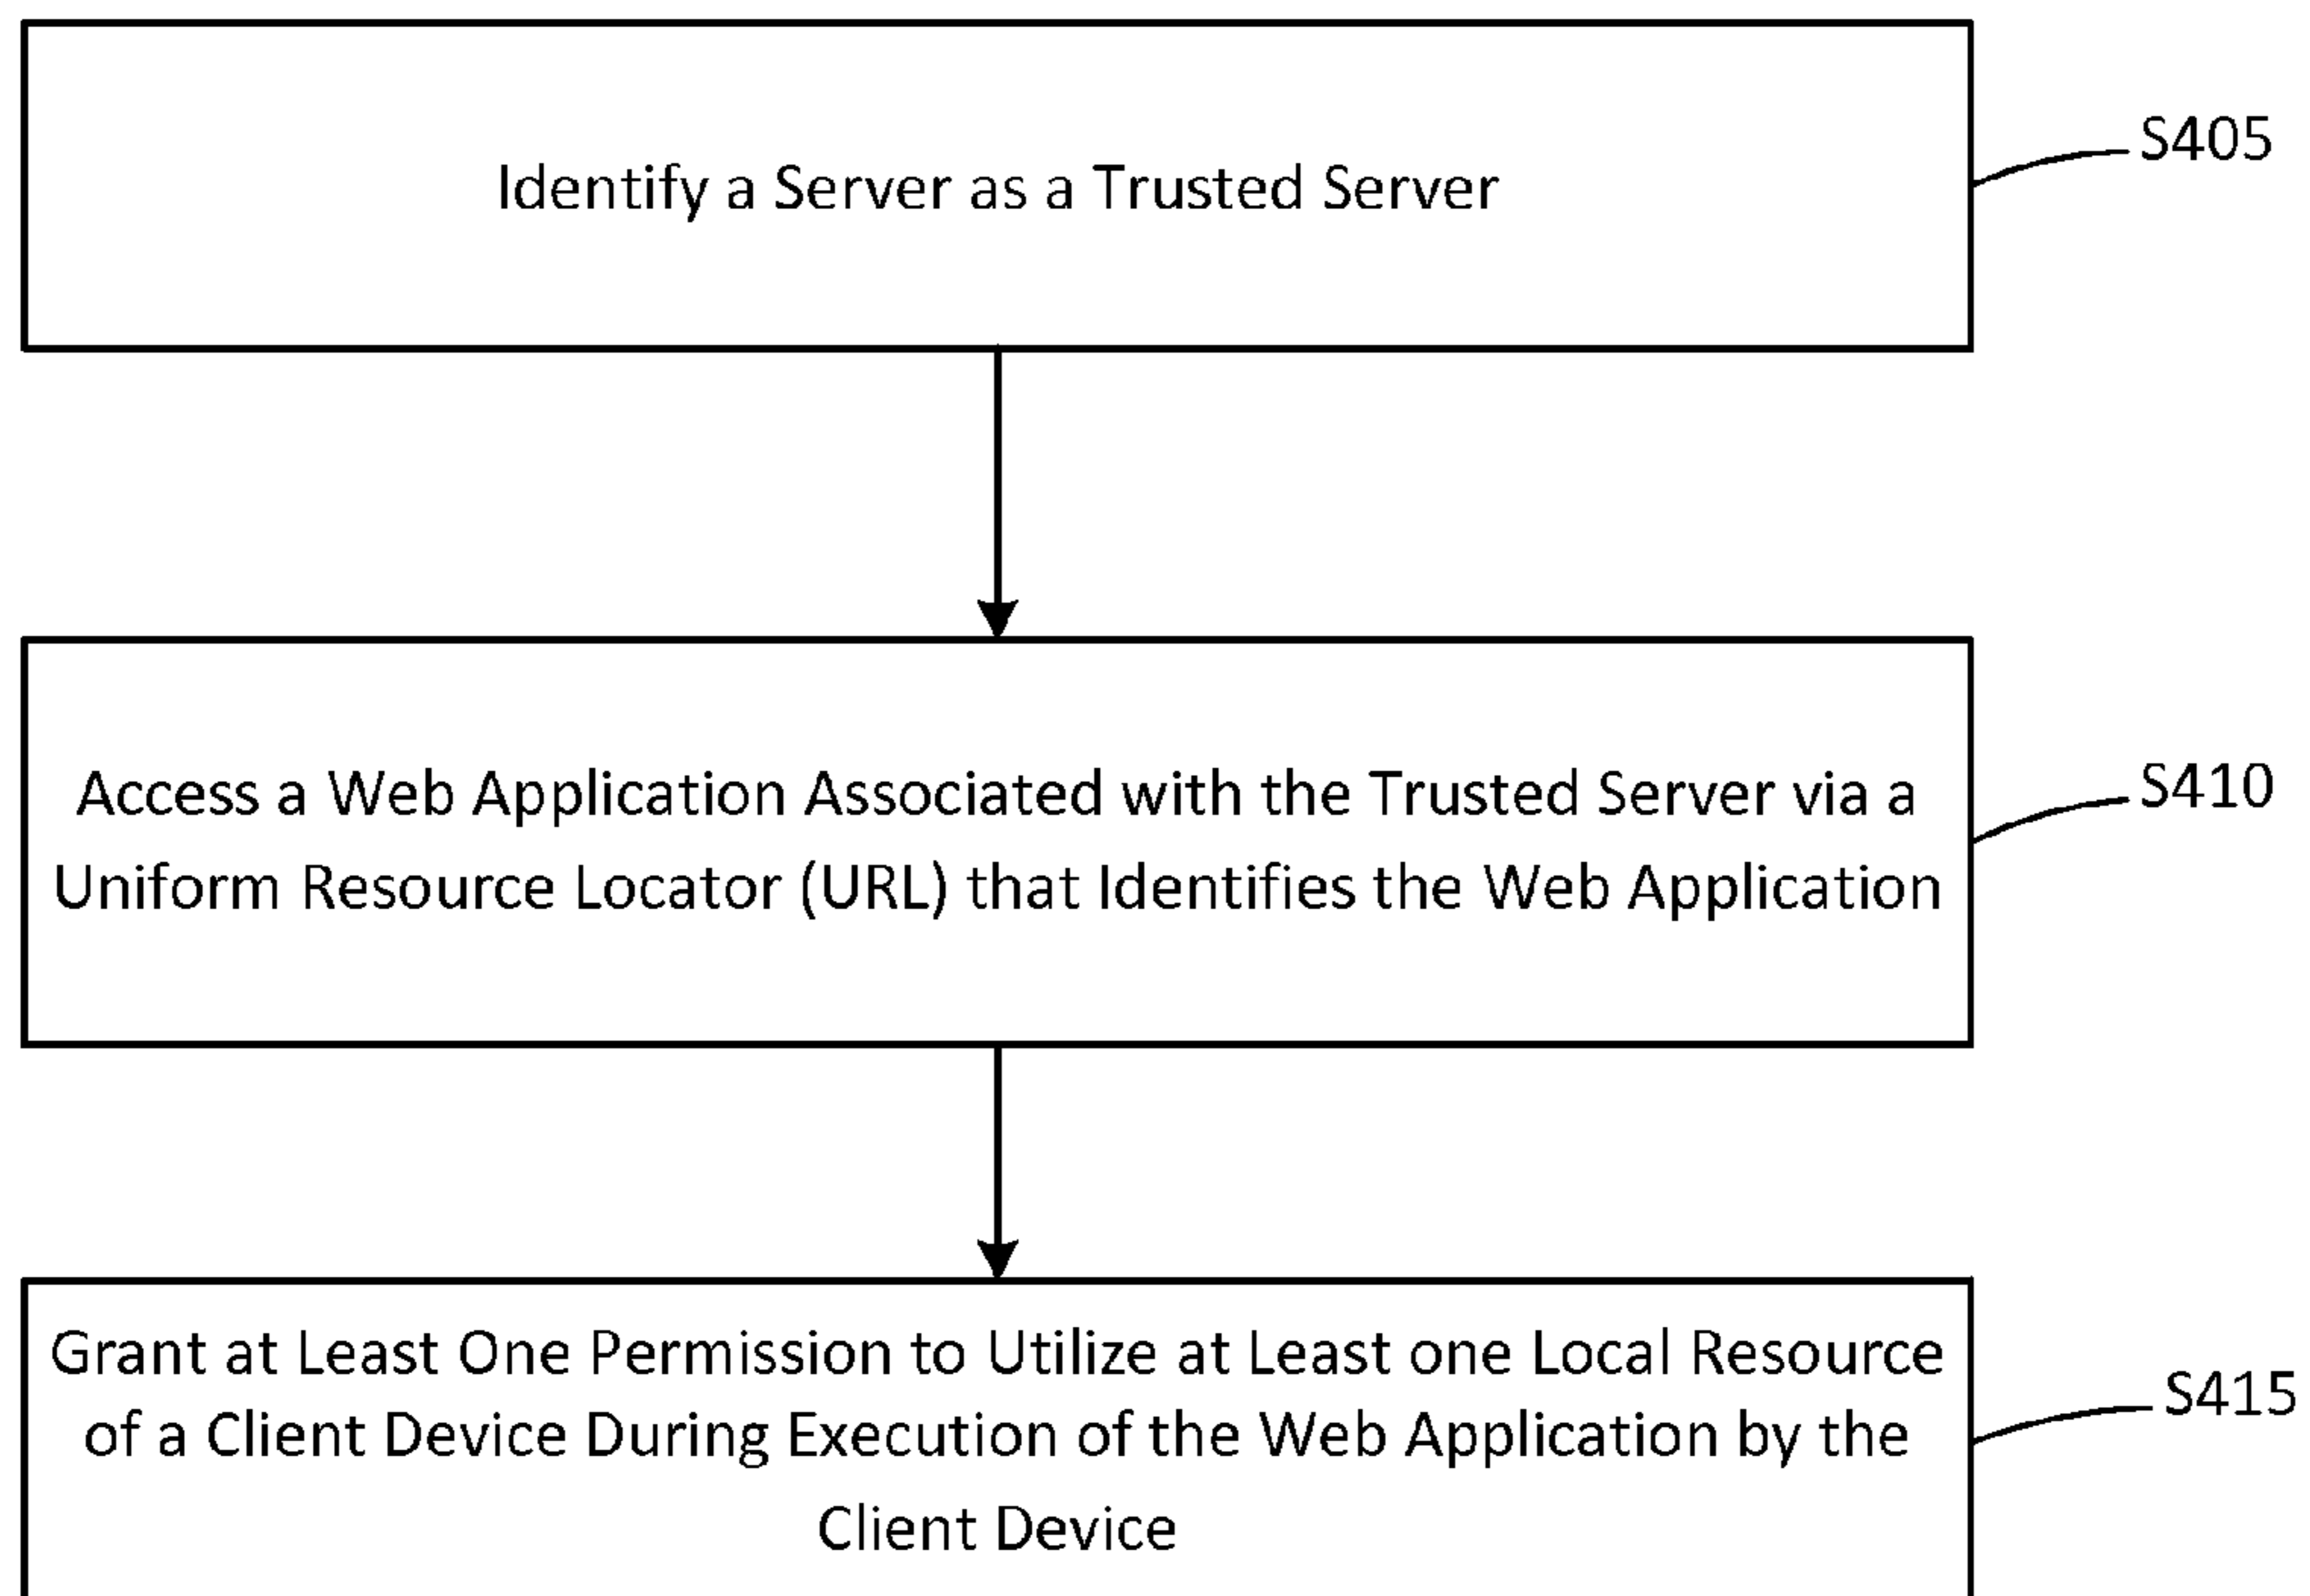 Identify a Server as a Trusted Server
S405
Access a Web Application Associated with the Trusted Server via a
Uniform Resource Locator (URL) that Identifies the Web Application
S410
Grant at Least One Permission to Utilize at Least one Local Resource
of a Client Device During Execution of the Web Application by the
Client Device
S415